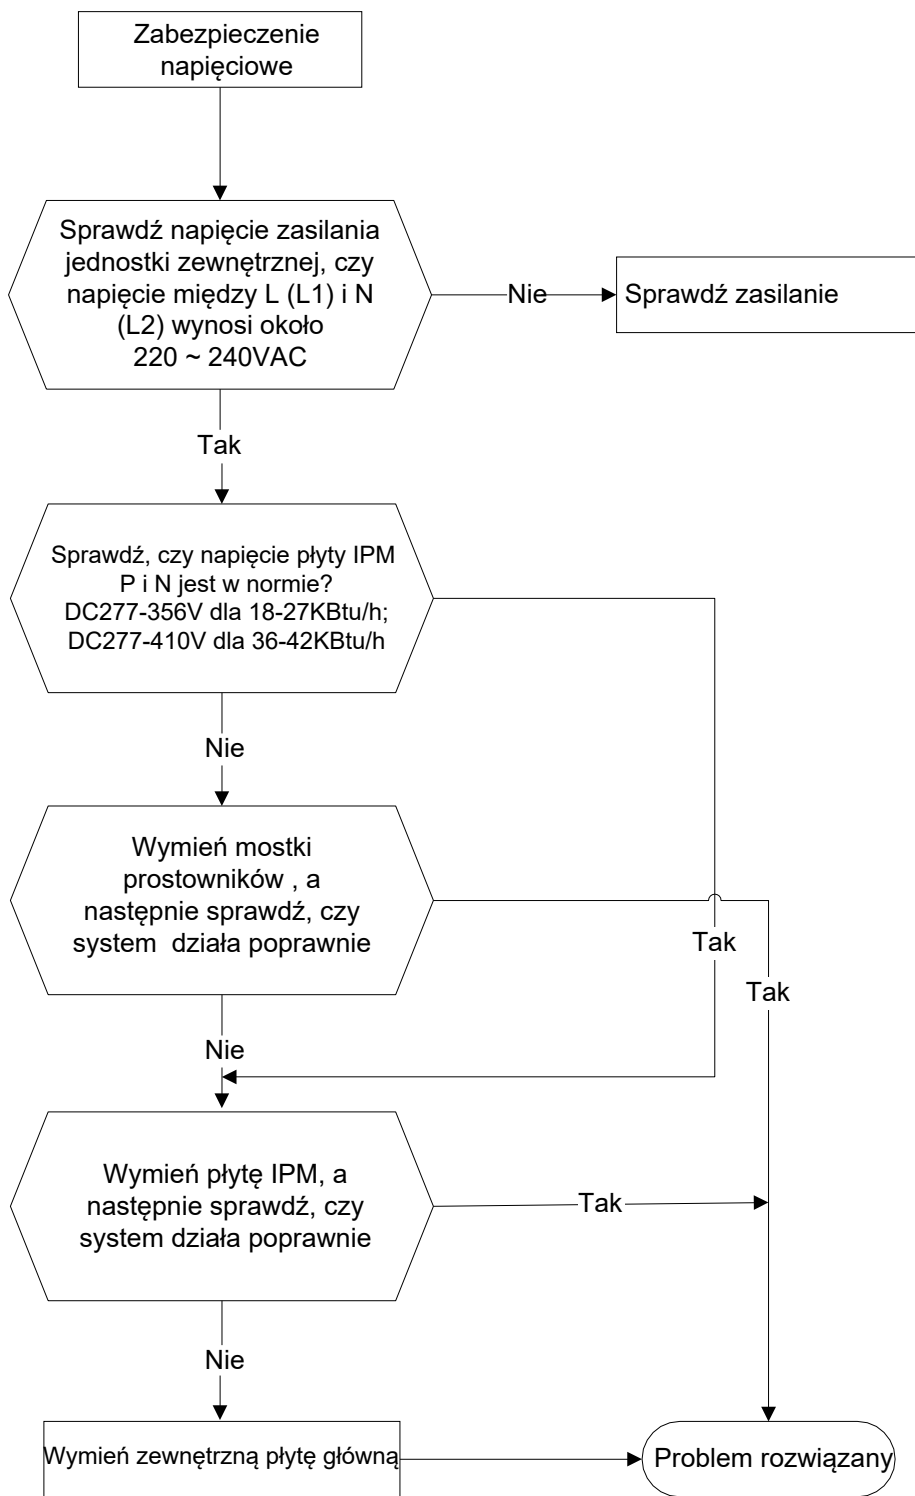 Zabezpieczenie
napięciowe
Sprawdź napięcie zasilania
jednostki zewnętrznej, czy
napięcie między L (L1) i N
(L2) wynosi około
220 ~ 240VAC
Nie
Sprawdź zasilanie
Tak
Sprawdź, czy napięcie płyty IPM
P i N jest w normie?
DC277-356V dla 18-27KBtu/h;
DC277-410V dla 36-42KBtu/h
Nie
Wymień mostki
prostowników , a
następnie sprawdź, czy
system działa poprawnie
Tak
Tak
Nie
Wymień płytę IPM, a
następnie sprawdź, czy
system działa poprawnie
Tak
Nie
Wymień zewnętrzną płytę główną
Problem rozwiązany